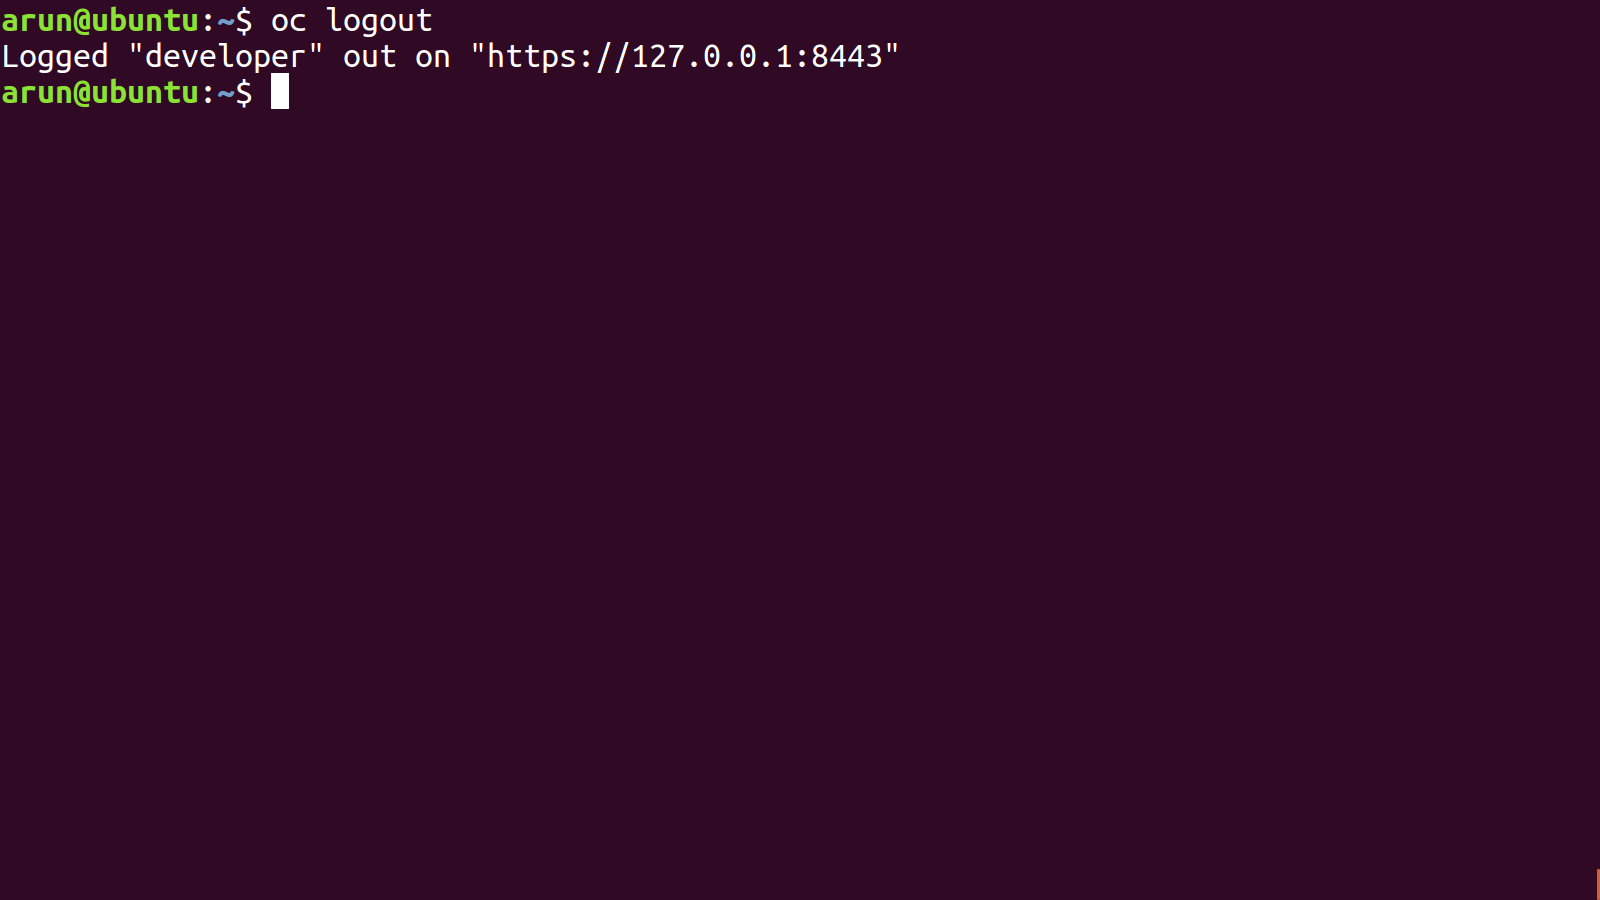 arun@ubuntu:~$ oc logout
Logged "developer" out on "https://127.0.0.1:8443"
arun@ubuntu:~$